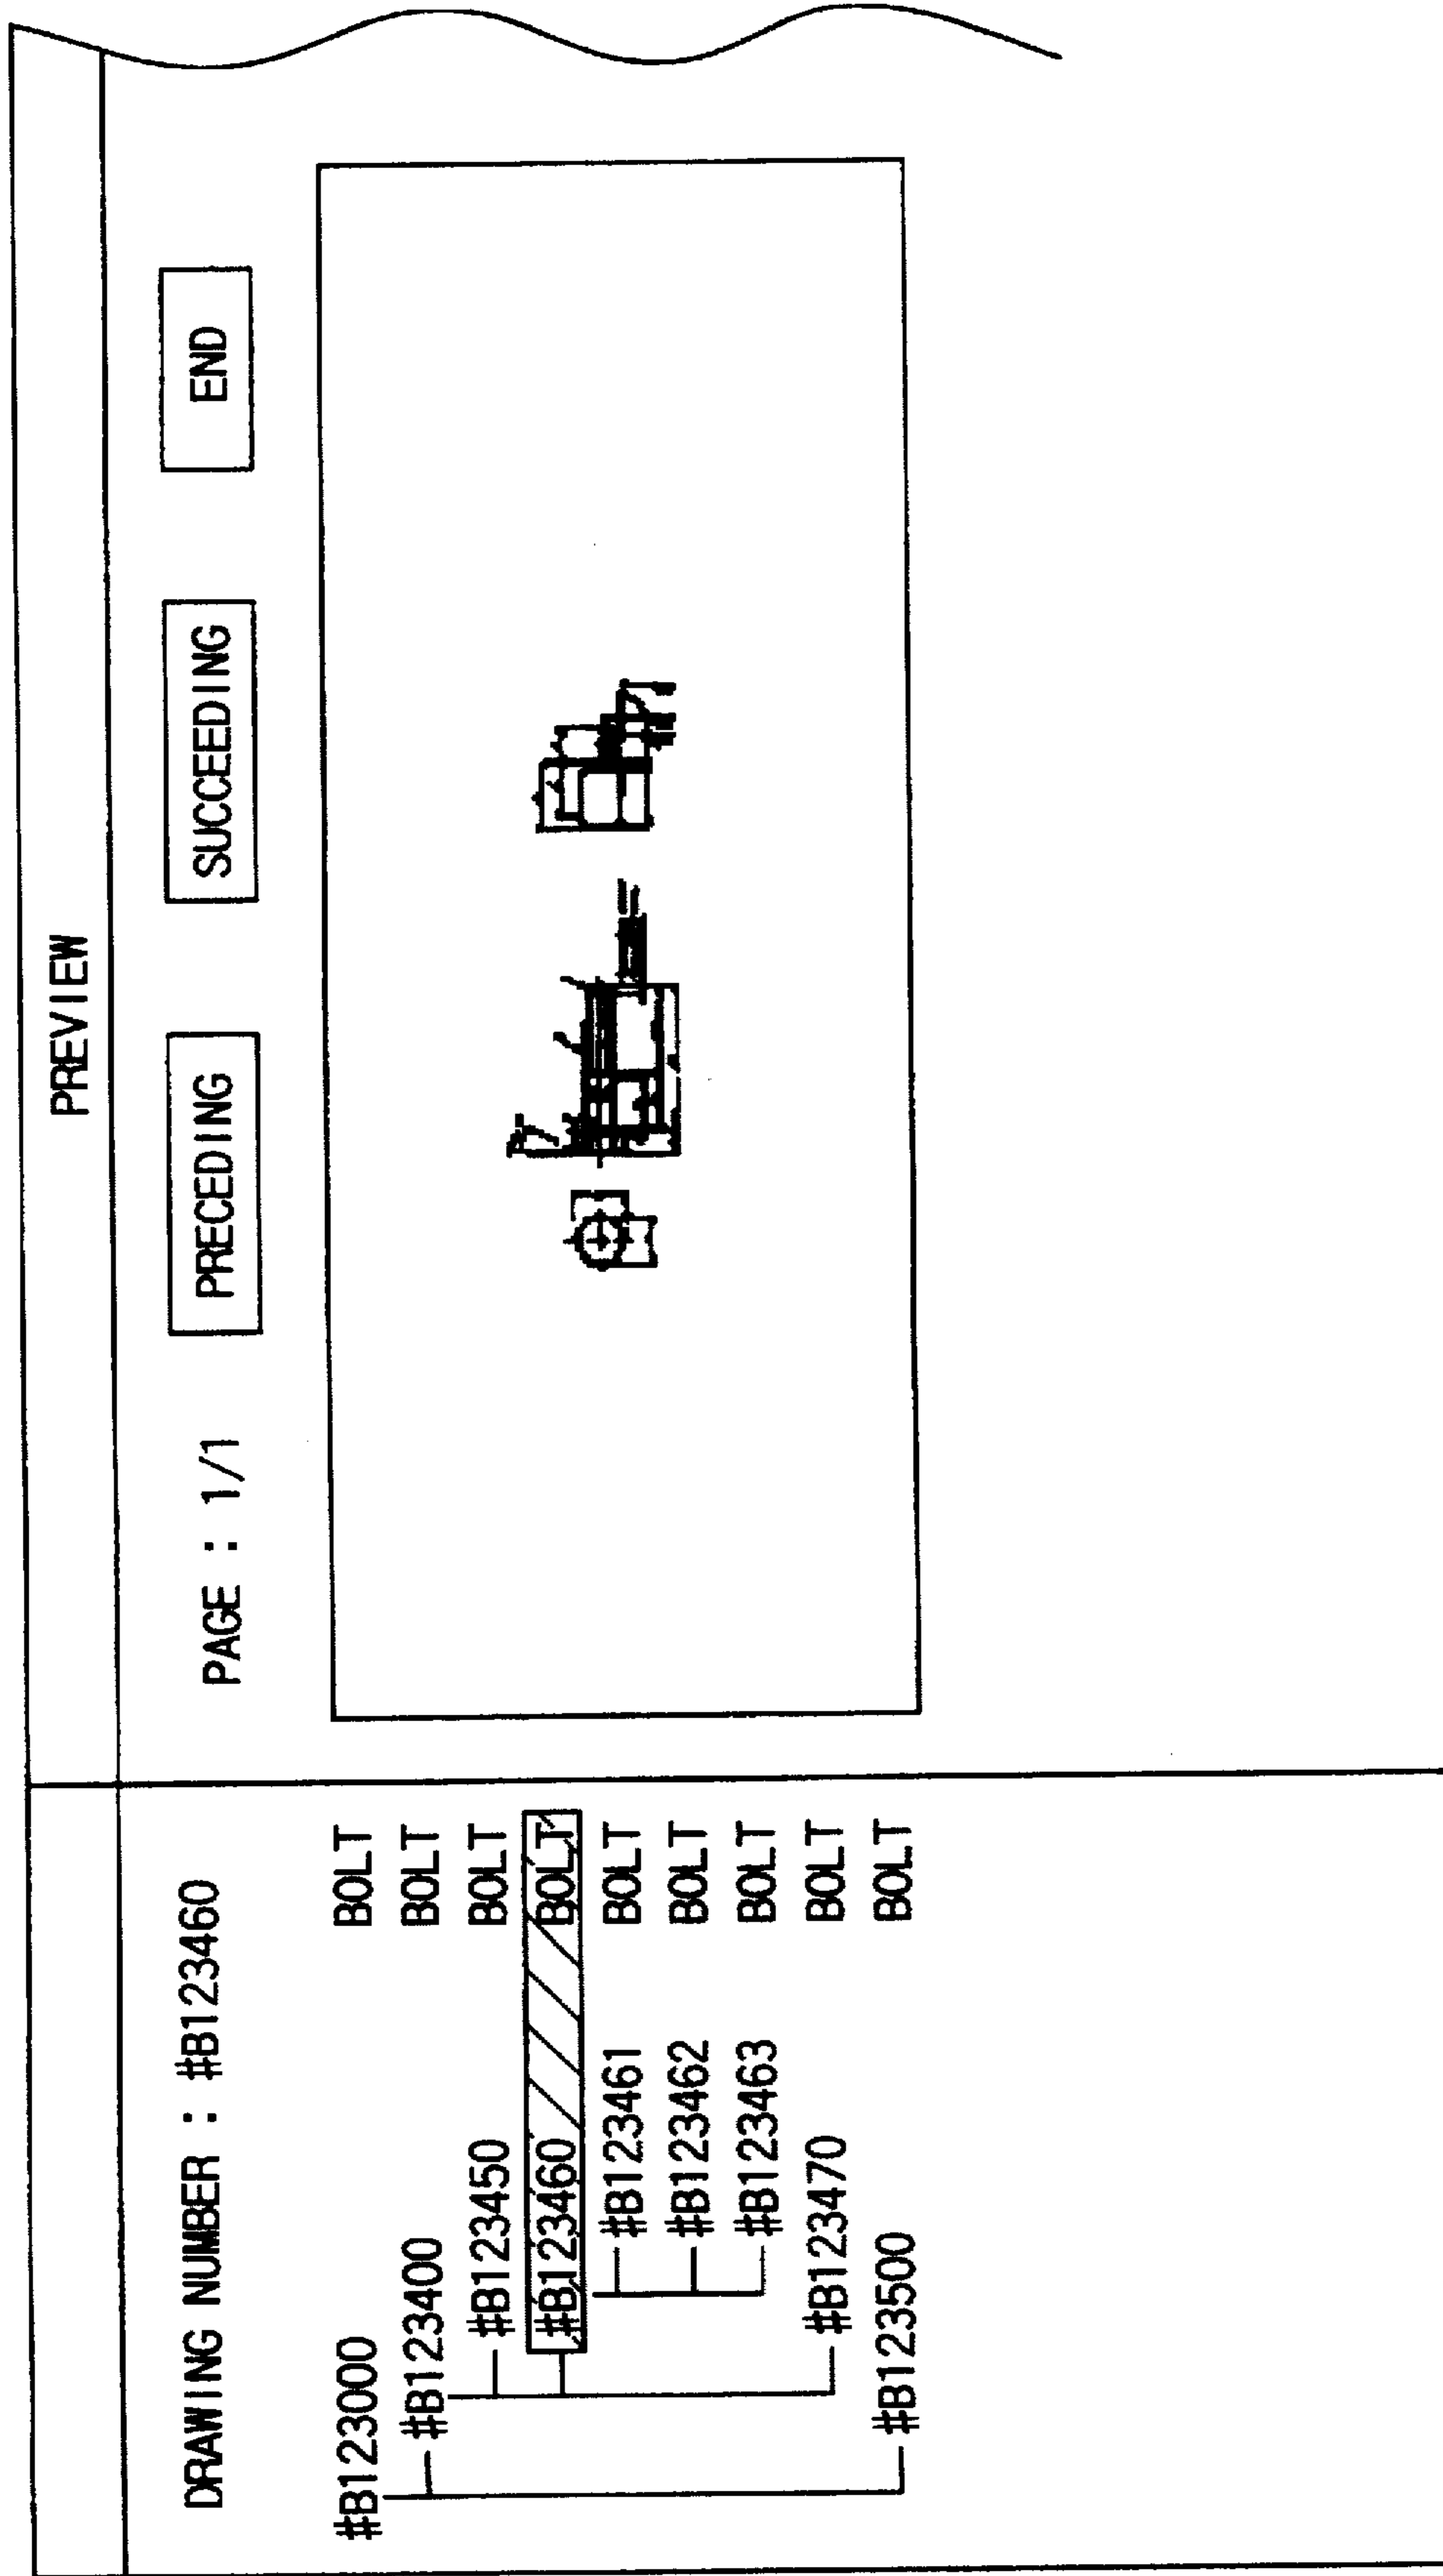 PREVIEW
DRAWING NUMBER : #B123460
PAGE : 1/1
PRECEDING
SUCCEEDING
END
#B123000 BOLT
#B123400 BOLT
#B123450 BOLT
#B123460 BOLT
#B123461 BOLT
#B123462 BOLT
#B123463 BOLT
#B123470 BOLT
#B123500 BOLT